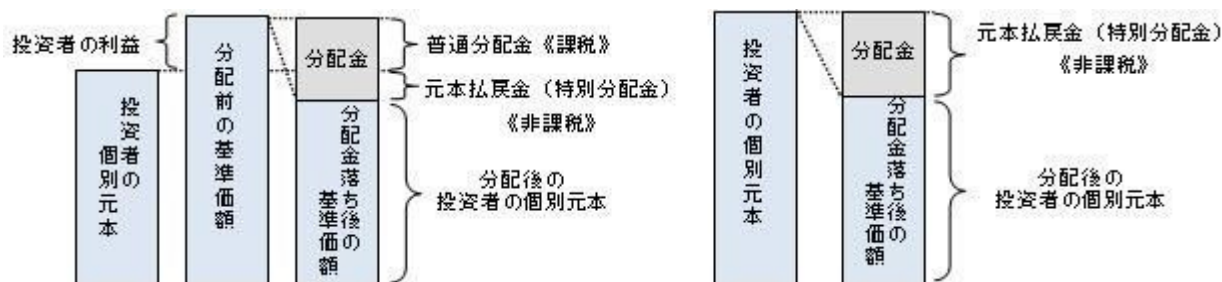 投資者の利益
投資者の
個別元本
分配前の基準価額
分配金
分配金落ち後の
基準価額
普通分配金《課税》
元本払戻金（特別分配金）
《非課税》
分配後の
投資者の個別元本
投資者の個別元本
分配金
分配金落ち後の
基準価額
元本払戻金（特別分配金）
《非課税》
分配後の
投資者の個別元本